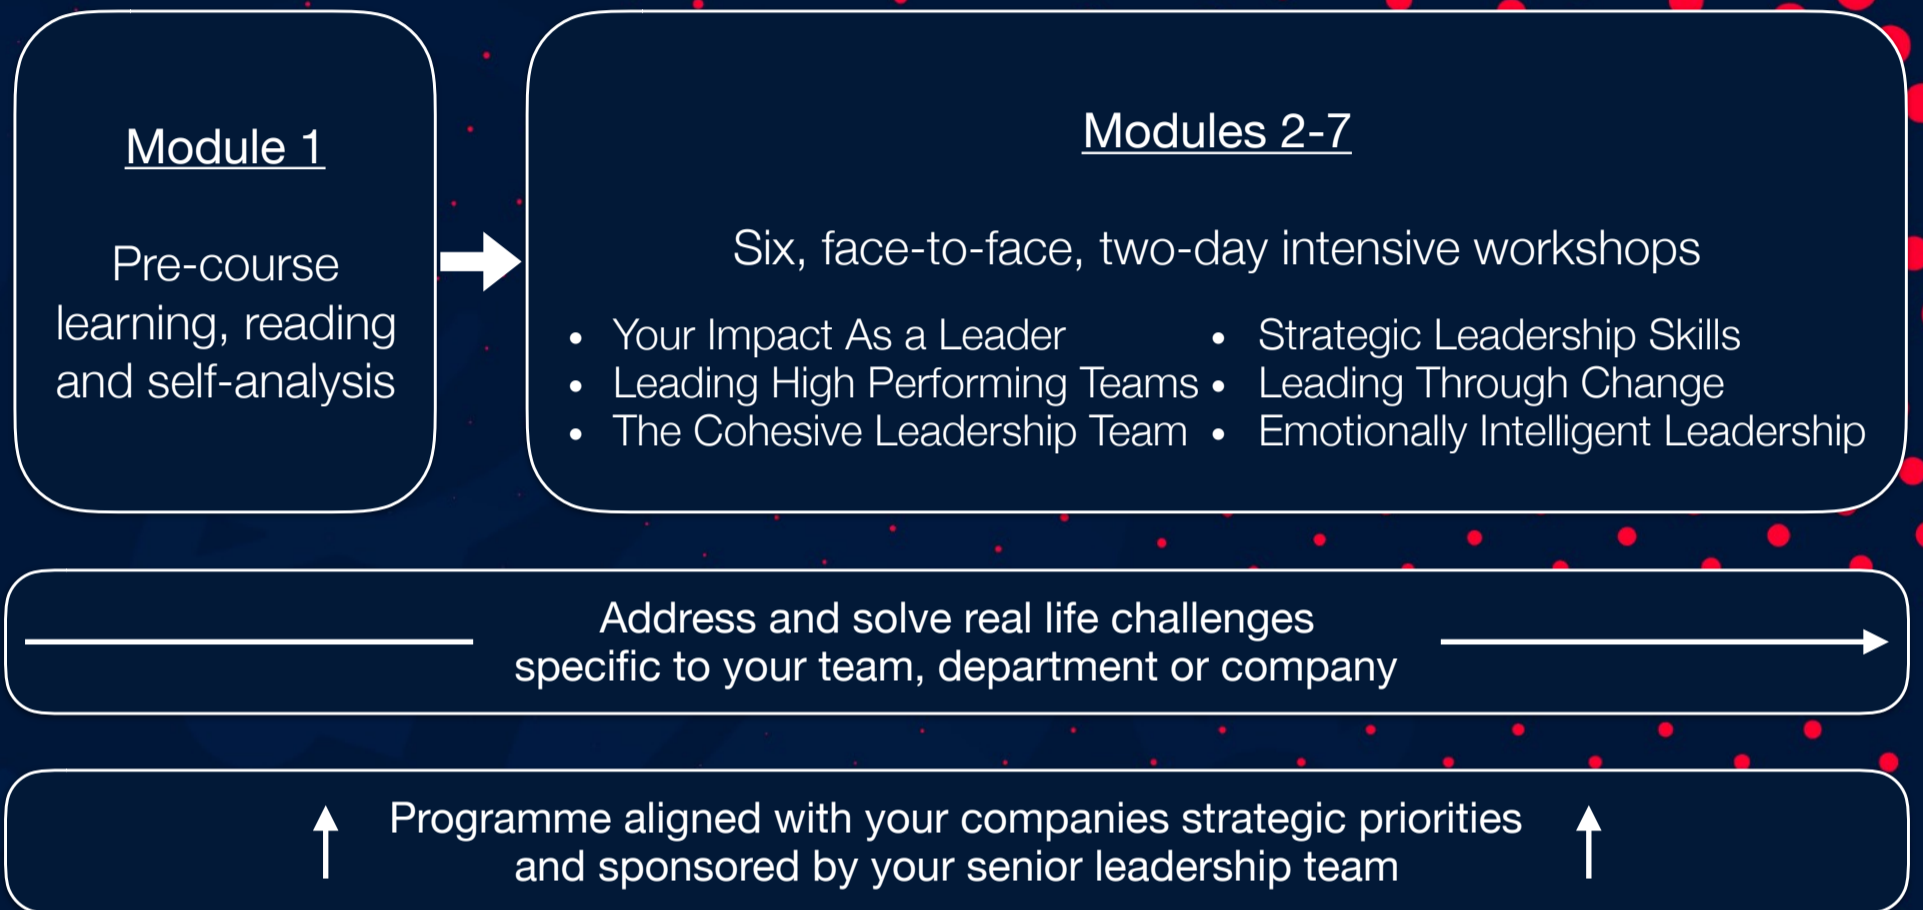 Module 1
Pre-course
learning, reading
and self-analysis
Modules 2-7
Six, face-to-face, two-day intensive workshops
• Your Impact As a Leader
• Leading High Performing Teams
• The Cohesive Leadership Team
• Strategic Leadership Skills
• Leading Through Change
• Emotionally Intelligent Leadership
Address and solve real life challenges
specific to your team, department or company
Programme aligned with your companies strategic priorities
and sponsored by your senior leadership team